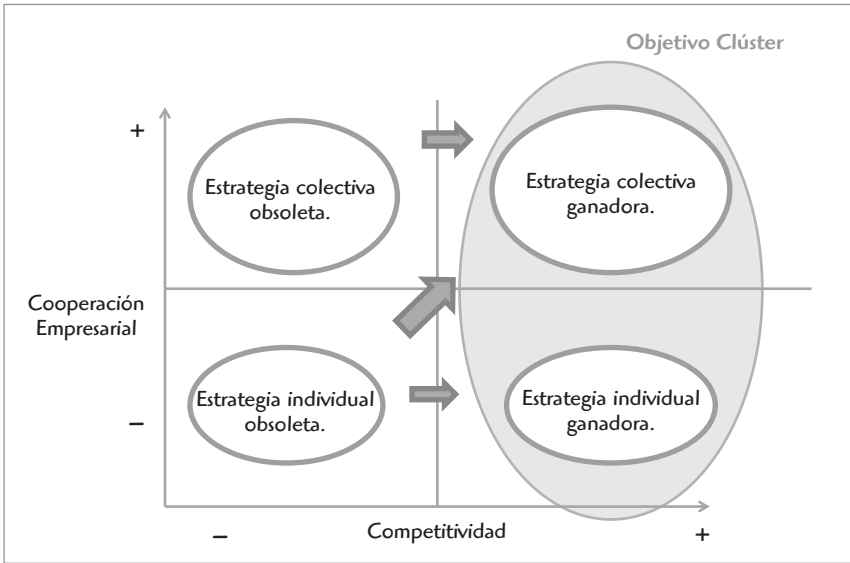 Objetivo Clúster
+
Estrategia colectiva
obsoleta.
Estrategia colectiva
ganadora.
Cooperación
Empresarial
Estrategia individual
obsoleta.
Estrategia individual
ganadora.
–
–
Competitividad
+